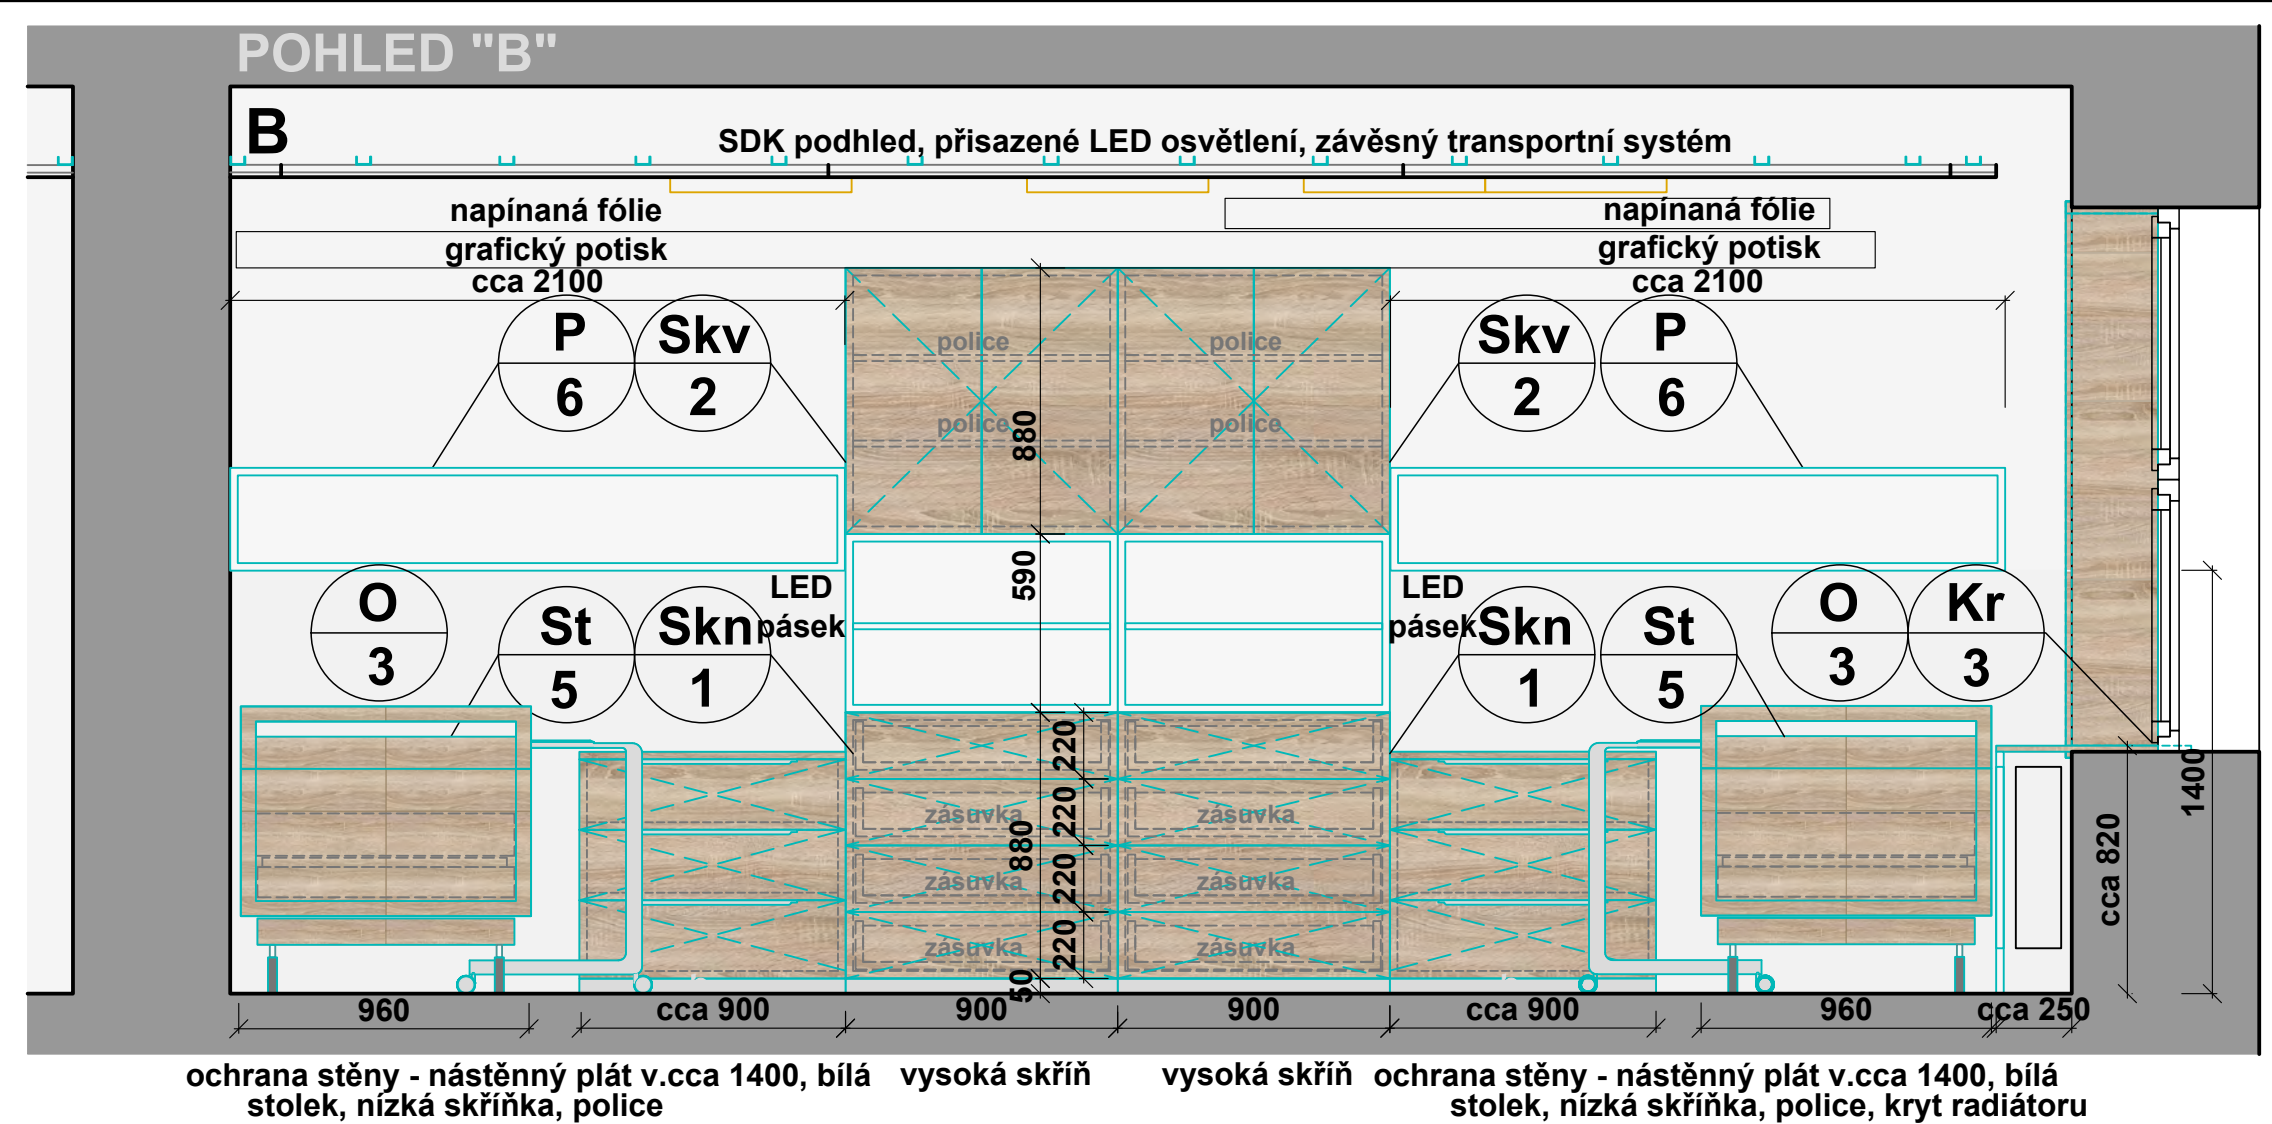 POHLED "B"
B
SDK podhled, přisazené LED osvětlení, závěsný transportní systém
napínaná fólie
napínaná fólie
grafický potisk
grafický potisk
cca 2100
cca 2100
P
6
Skv
2
Skv
2
P
6
police
police
police
police
880
590
LED
pásek
LED
pásek
O
3
St
5
Skn
1
Skn
1
St
5
O
3
Kr
3
1400
cca 820
220
220
220
220
880
50
zásuvka
zásuvka
zásuvka
zásuvka
zásuvka
zásuvka
960
cca 900
900
900
cca 900
960
cca 250
ochrana stěny - nástěnný plát v.cca 1400, bílá
stolek, nízká skříňka, police
vysoká skříň
vysoká skříň
ochrana stěny - nástěnný plát v.cca 1400, bílá
stolek, nízká skříňka, police, kryt radiátoru